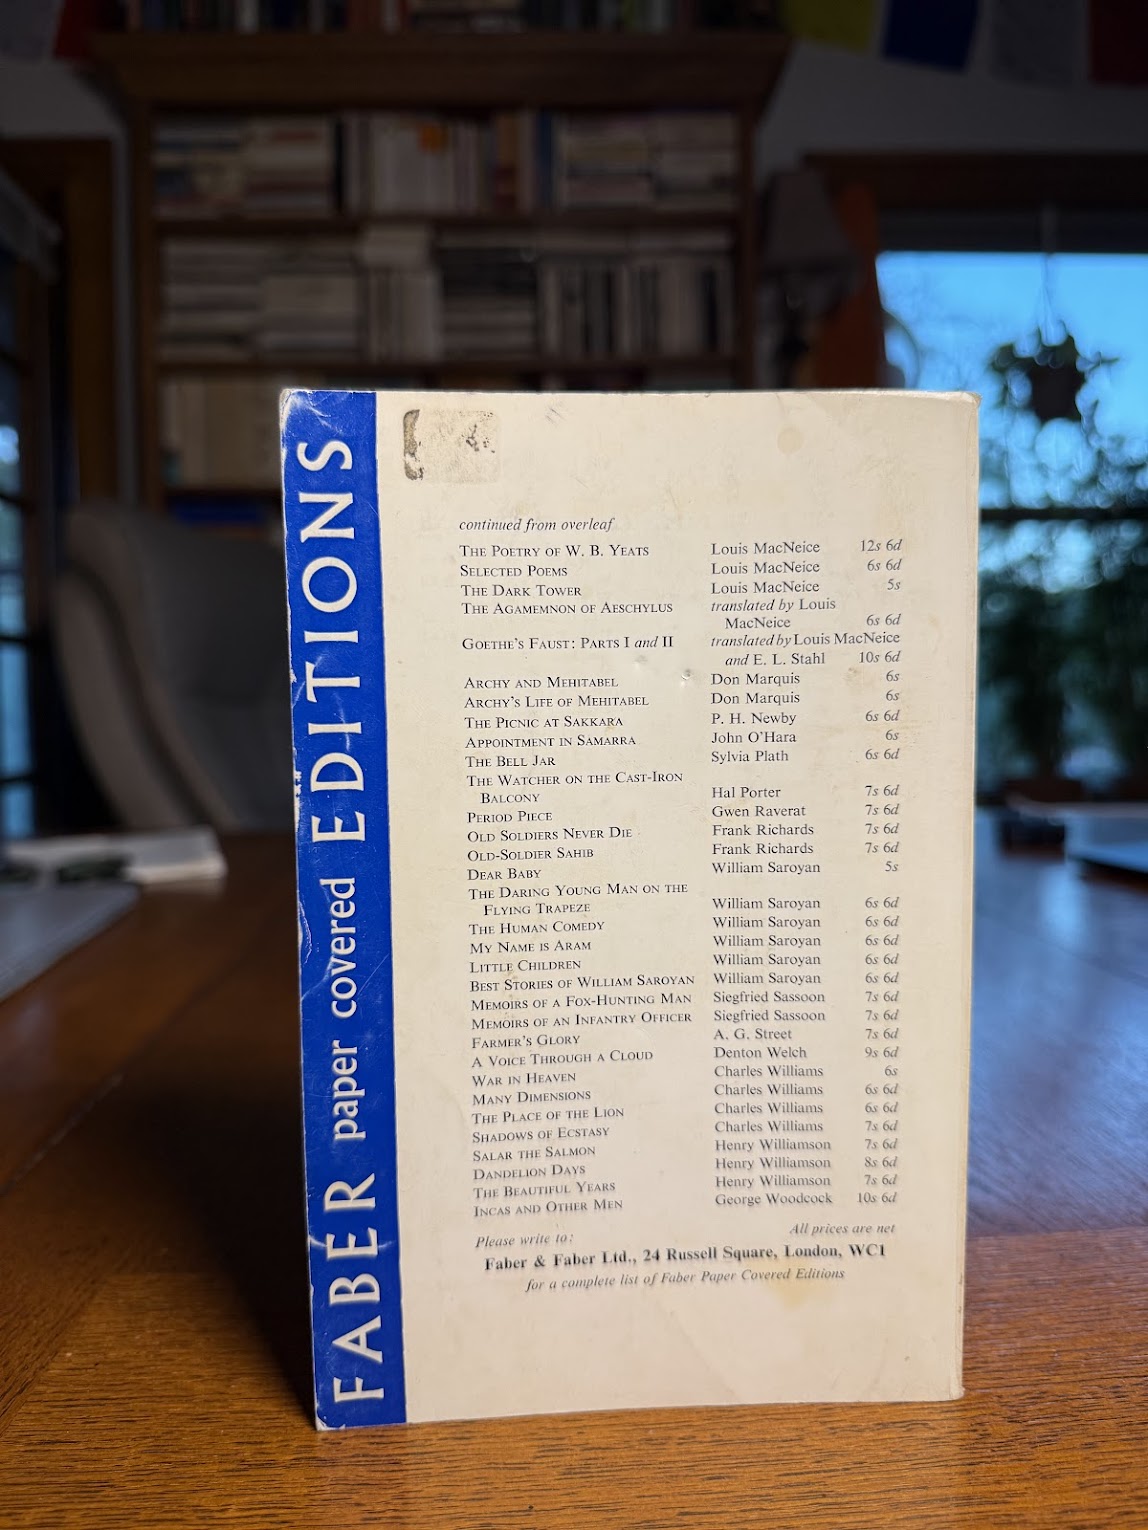 FABER paper covered EDITIONS
continued from overleaf
THE POETRY OF W. B. YEATS Louis MacNeice 12s 6d
SELECTED POEMS Louis MacNeice 6s 6d
THE DARK TOWER Louis MacNeice 5s
THE AGAMEMNON OF AESCHYLUS translated by Louis
MacNeice 6s 6d
GOETHE'S FAUST: PARTS I and II translated by Louis MacNeice
and E. L. Stahl 10s 6d
ARCHY AND MEHITABEL Don Marquis 6s
ARCHY'S LIFE OF MEHITABEL Don Marquis 6s
THE PICNIC AT SAKKARA P. H. Newby 6s 6d
APPOINTMENT IN SAMARRA John O'Hara 6s
THE BELL JAR Sylvia Plath 6s 6d
THE WATCHER ON THE CAST-IRON
BALCONY Hal Porter 7s 6d
PERIOD PIECE Gwen Raverat 7s 6d
OLD SOLDIERS NEVER DIE Frank Richards 7s 6d
OLD-SOLDIER SAHIB Frank Richards 7s 6d
DEAR BABY William Saroyan 5s
THE DARING YOUNG MAN ON THE
FLYING TRAPEZE William Saroyan 6s 6d
THE HUMAN COMEDY William Saroyan 6s 6d
MY NAME IS ARAM William Saroyan 6s 6d
LITTLE CHILDREN William Saroyan 6s 6d
BEST STORIES OF WILLIAM SAROYAN William Saroyan 6s 6d
MEMOIRS OF A FOX-HUNTING MAN Siegfried Sassoon 7s 6d
MEMOIRS OF AN INFANTRY OFFICER Siegfried Sassoon 7s 6d
FARMER'S GLORY A. G. Street 7s 6d
A VOICE THROUGH A CLOUD Denton Welch 9s 6d
WAR IN HEAVEN Charles Williams 6s
MANY DIMENSIONS Charles Williams 6s 6d
THE PLACE OF THE LION Charles Williams 6s 6d
SHADOWS OF ECSTASY Charles Williams 7s 6d
SALAR THE SALMON Henry Williamson 7s 6d
DANDELION DAYS Henry Williamson 8s 6d
THE BEAUTIFUL YEARS Henry Williamson 7s 6d
INCAS AND OTHER MEN George Woodcock 10s 6d
All prices are net
Please write to:
Faber & Faber Ltd., 24 Russell Square, London, WC1
for a complete list of Faber Paper Covered Editions